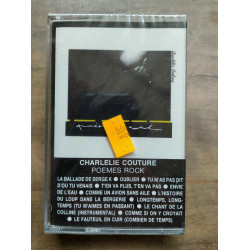 CHARLELIE COUTURE
POEMES ROCK
LA BALLADE DE SERGE K ● OUBLIER ● TU M'AS PAS DIT
D'OU TU VENAIS ● T'EN VA PLUS, T'EN VA PAS ● ENVIE
DE L'EAU ● COMME UN AVION SANS AILE ● L'HISTOIRE
DU LOUP DANS LA BERGERIE ● LONGTEMPS, LONG-
TEMPS (TU M'AIMES EN PASSANT) ● LE CHANT DE LA
COLLINE (INSTRUMENTAL) ● COMME SI ON Y CROYAIT
● LE FAUTEUIL EN CUIR (COMBIEN DE TEMPS)